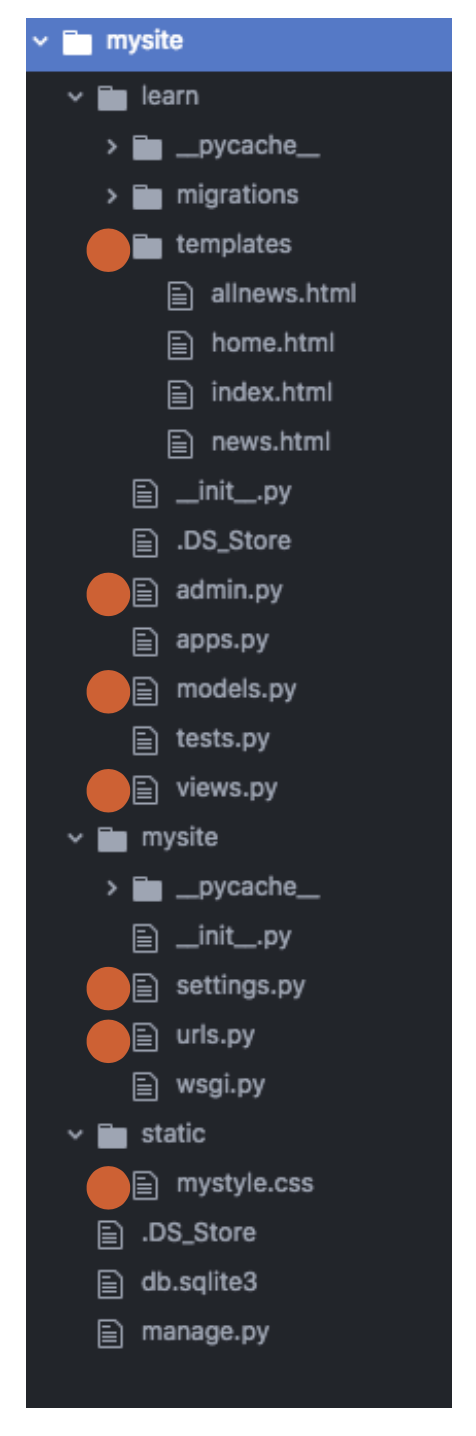 mysite
learn
__pycache__
migrations
templates
allnews.html
home.html
index.html
news.html
__init__.py
.DS_Store
admin.py
apps.py
models.py
tests.py
views.py
mysite
__pycache__
__init__.py
settings.py
urls.py
wsgi.py
static
mystyle.css
.DS_Store
db.sqlite3
manage.py